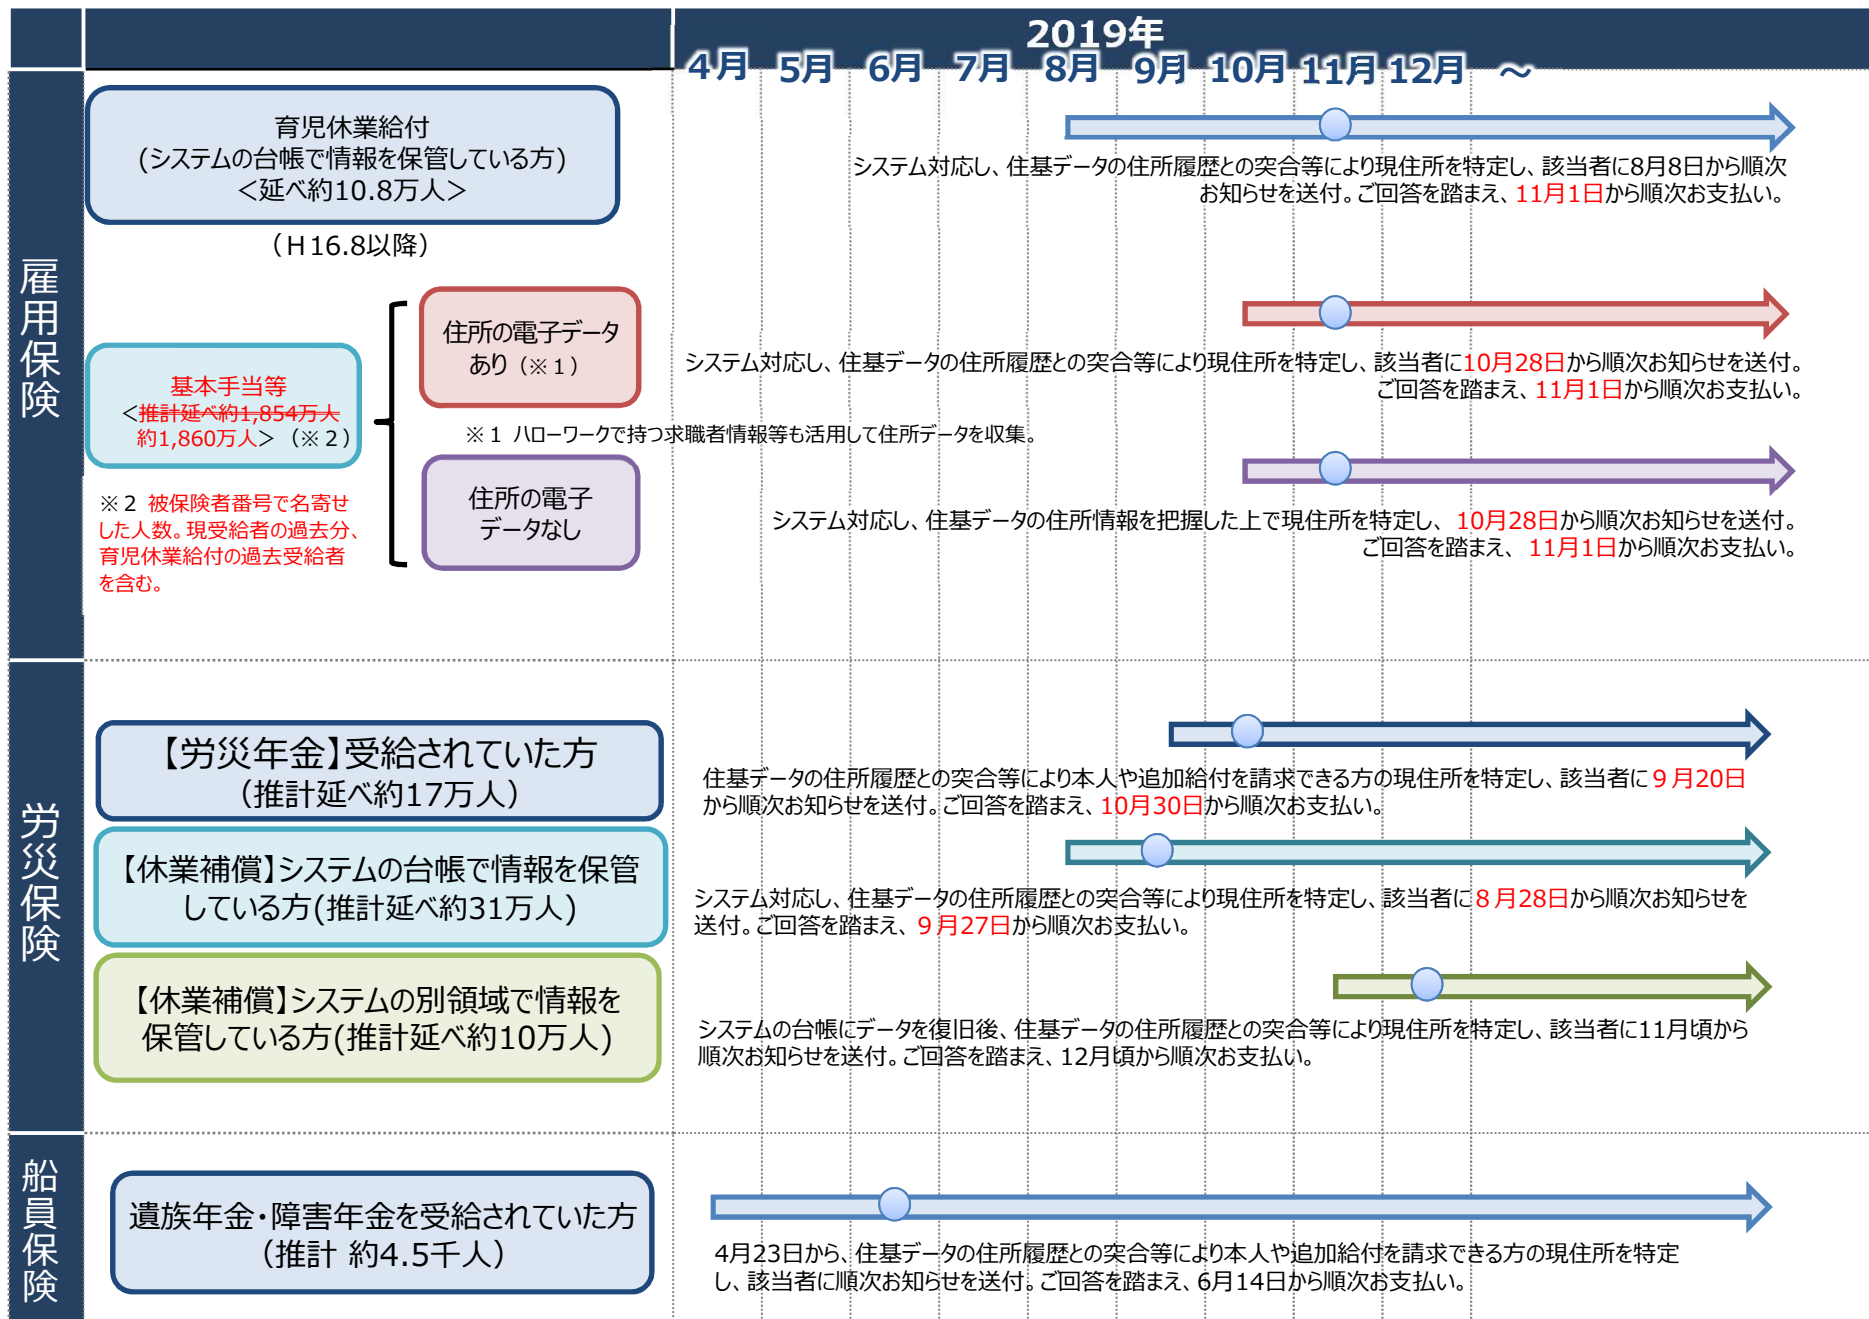 2019年
4月 5月 6月 7月 8月 9月 10月 11月 12月 ～
雇用保険
育児休業給付
(システムの台帳で情報を保管している方)
＜延べ約10.8万人＞
（H16.8以降）
システム対応し、住基データの住所履歴との突合等により現住所を特定し、該当者に8月8日から順次
お知らせを送付。ご回答を踏まえ、11月1日から順次お支払い。
基本手当等
＜推計延べ約1,854万人
約1,860万人＞（※２）
※２ 被保険者番号で名寄せ
した人数。現受給者の過去分、
育児休業給付の過去受給者
を含む。
住所の電子データ
あり（※１）
システム対応し、住基データの住所履歴との突合等により現住所を特定し、該当者に10月28日から順次お知らせを送付。
ご回答を踏まえ、11月1日から順次お支払い。
※１ ハローワークで持つ求職者情報等も活用して住所データを収集。
住所の電子
データなし
システム対応し、住基データの住所情報を把握した上で現住所を特定し、10月28日から順次お知らせを送付。
ご回答を踏まえ、11月1日から順次お支払い。
労災保険
【労災年金】受給されていた方
（推計延べ約17万人）
住基データの住所履歴との突合等により本人や追加給付を請求できる方の現住所を特定し、該当者に９月20日
から順次お知らせを送付。ご回答を踏まえ、10月30日から順次お支払い。
【休業補償】システムの台帳で情報を保管
している方(推計延べ約31万人)
システム対応し、住基データの住所履歴との突合等により現住所を特定し、該当者に８月28日から順次お知らせを
送付。ご回答を踏まえ、９月27日から順次お支払い。
【休業補償】システムの別領域で情報を
保管している方(推計延べ約10万人)
システムの台帳にデータを復旧後、住基データの住所履歴との突合等により現住所を特定し、該当者に11月頃から
順次お知らせを送付。ご回答を踏まえ、12月頃から順次お支払い。
船員保険
遺族年金・障害年金を受給されていた方
（推計 約4.5千人）
4月23日から、住基データの住所履歴との突合等により本人や追加給付を請求できる方の現住所を特定
し、該当者に順次お知らせを送付。ご回答を踏まえ、6月14日から順次お支払い。